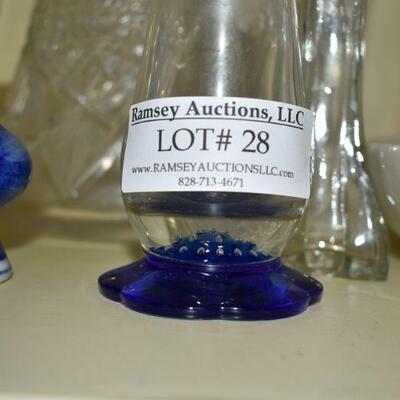 Ramsey Auctions, LLC
LOT# 28
www.RAMSEYAUCTIONSLLC.com
828-713-4671